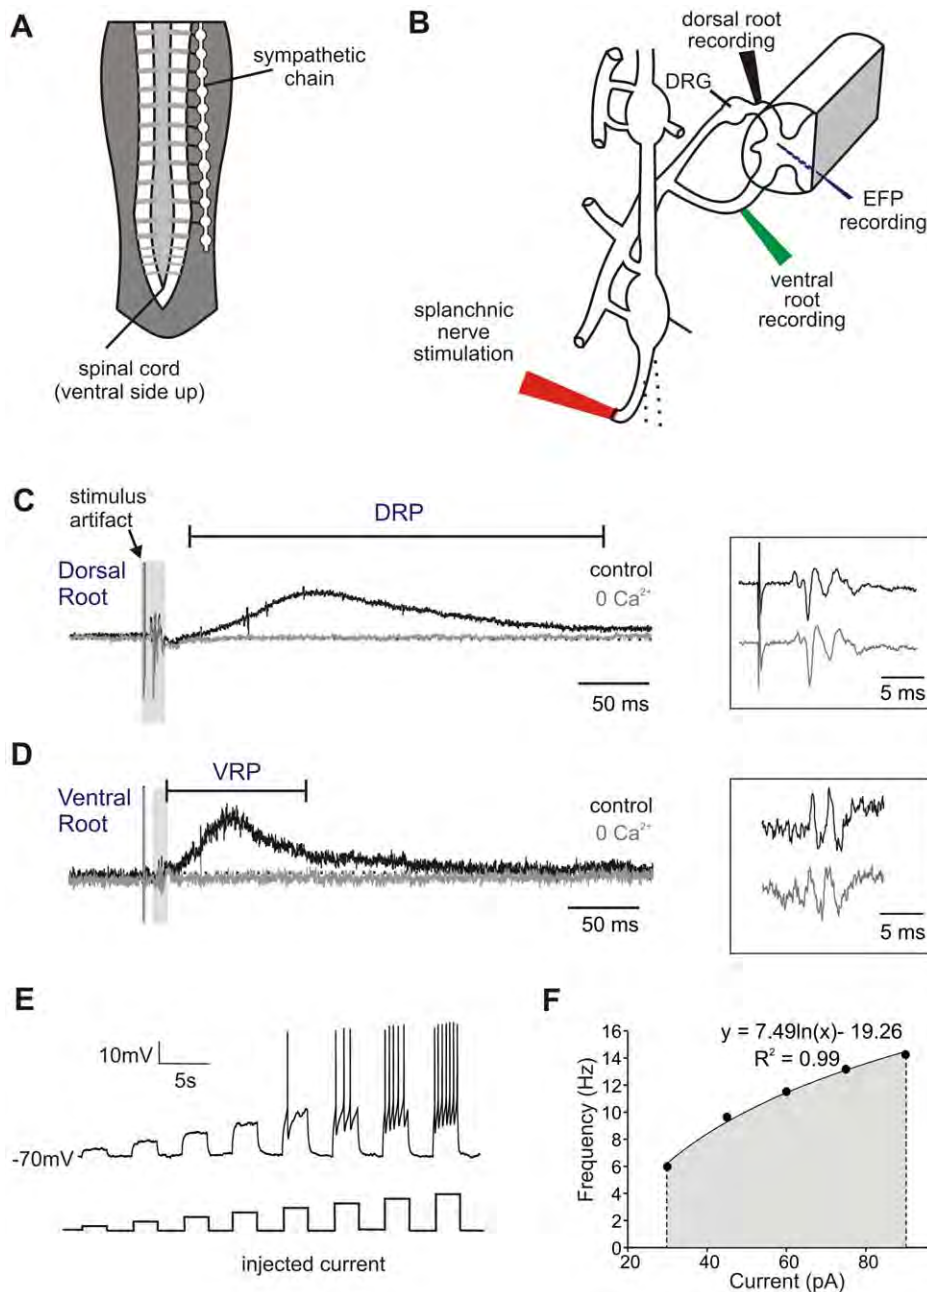 A
sympathetic
chain
spinal cord
(ventral side up)
B
dorsal root
recording
DRG
EFP
recording
ventral
root
recording
splanchnic
nerve
stimulation
C
stimulus
artifact
DRP
Dorsal
Root
control
0 Ca²⁺
50 ms
5 ms
D
VRP
Ventral
Root
control
0 Ca²⁺
50 ms
5 ms
E
10mV
5s
-70mV
injected current
F
y = 7.49ln(x)- 19.26
R² = 0.99
Frequency (Hz)
16
14
12
10
8
6
4
2
0
20 40 60 80
Current (pA)